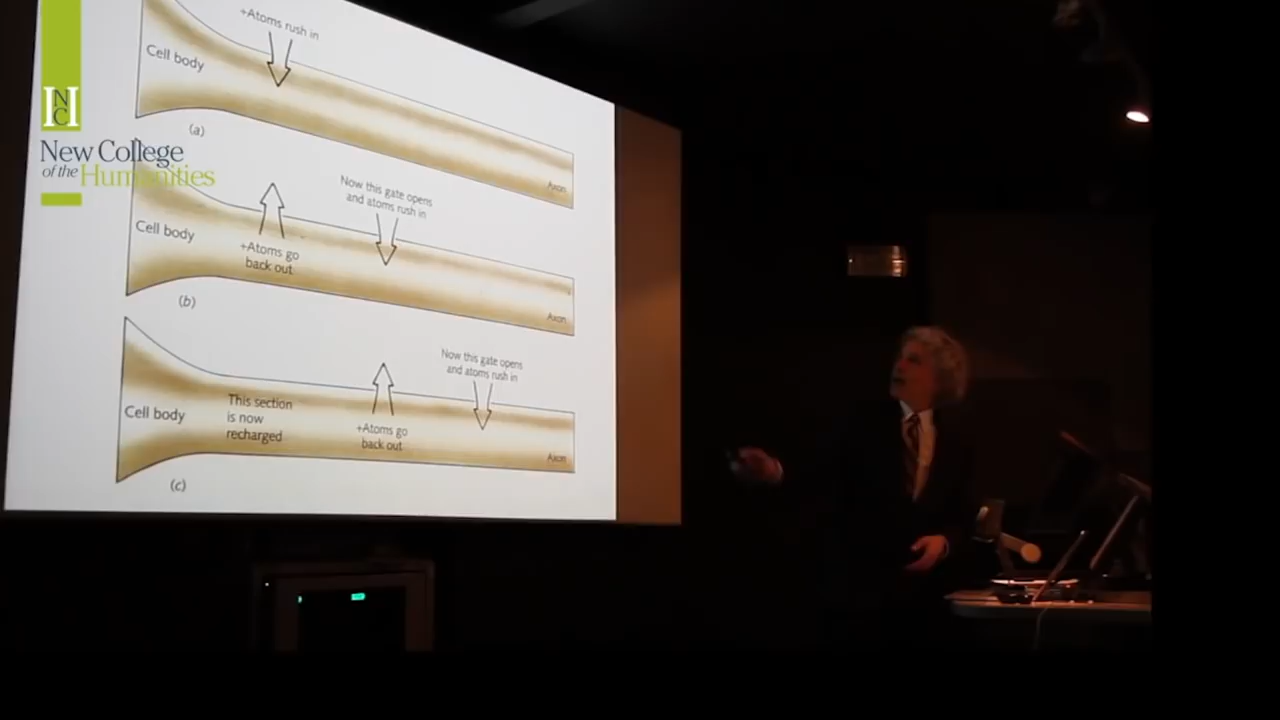 +Atoms rush in
Cell body
Axon
(a)
NCH
New College
of the Humanities
Now this gate opens
and atoms rush in
Cell body
+Atoms go
back out
Axon
(b)
Now this gate opens
and atoms rush in
This section
is now
recharged
Cell body
+Atoms go
back out
Axon
(c)